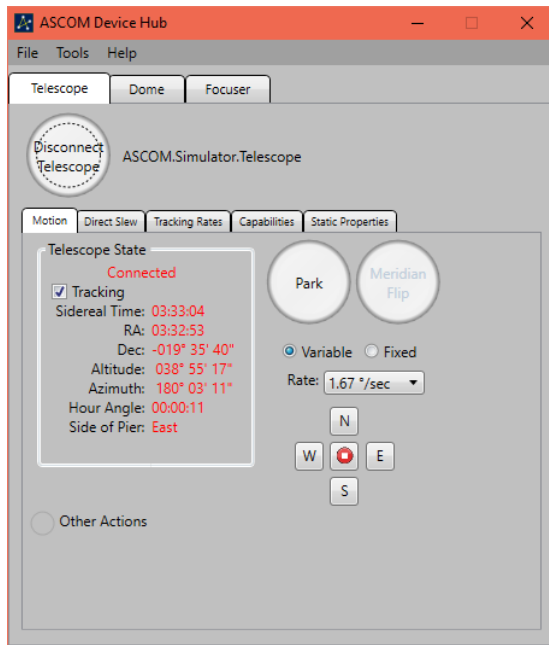 ASCOM Device Hub
File Tools Help
Telescope Dome Focuser
Disconnect
Telescope
ASCOM.Simulator.Telescope
Motion Direct Slew Tracking Rates Capabilities Static Properties
Telescope State
Connected
Tracking
Sidereal Time: 03:33:04
RA: 03:32:53
Dec: -019° 35' 40"
Altitude: 038° 55' 17"
Azimuth: 180° 03' 11"
Hour Angle: 00:00:11
Side of Pier: East
Park
Meridian
Flip
Variable Fixed
Rate: 1.67 °/sec
N
W E
S
Other Actions